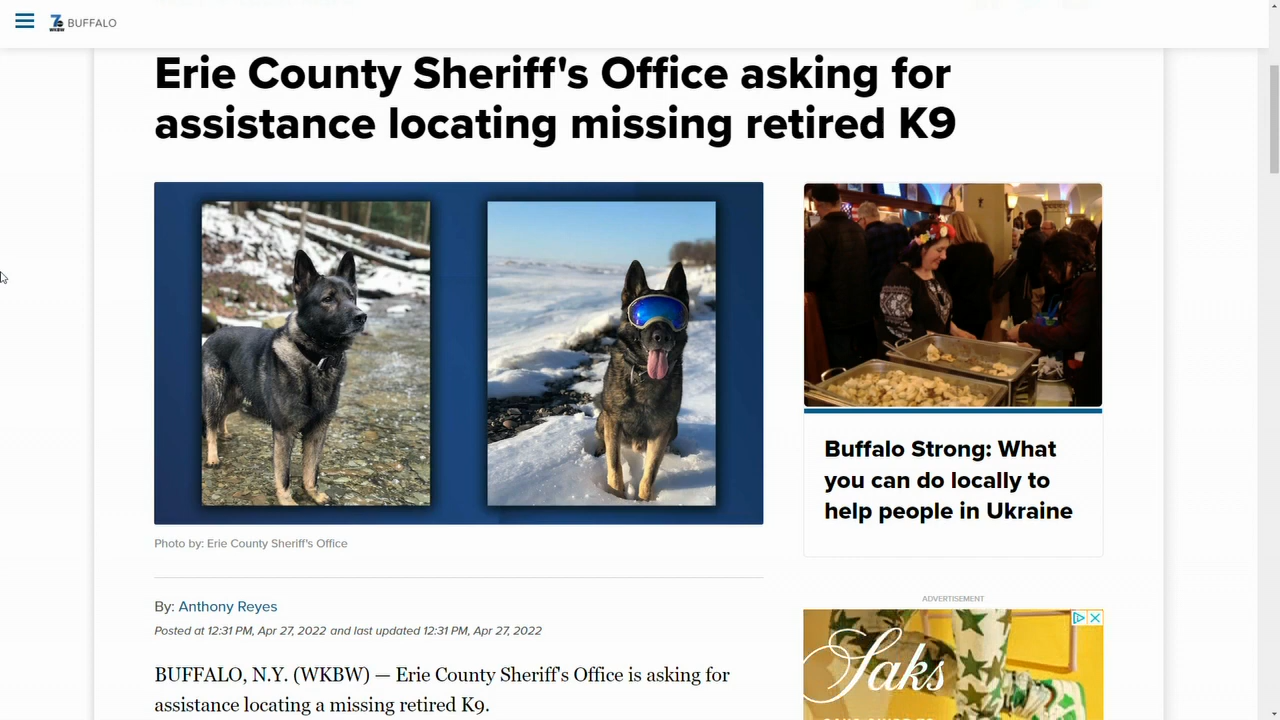 7
WKBW
BUFFALO
Erie County Sheriff's Office asking for
assistance locating missing retired K9
Photo by: Erie County Sheriff's Office
By: Anthony Reyes
Posted at 12:31 PM, Apr 27, 2022 and last updated 12:31 PM, Apr 27, 2022
BUFFALO, N.Y. (WKBW) — Erie County Sheriff's Office is asking for
assistance locating a missing retired K9.
Buffalo Strong: What
you can do locally to
help people in Ukraine
ADVERTISEMENT
Saks